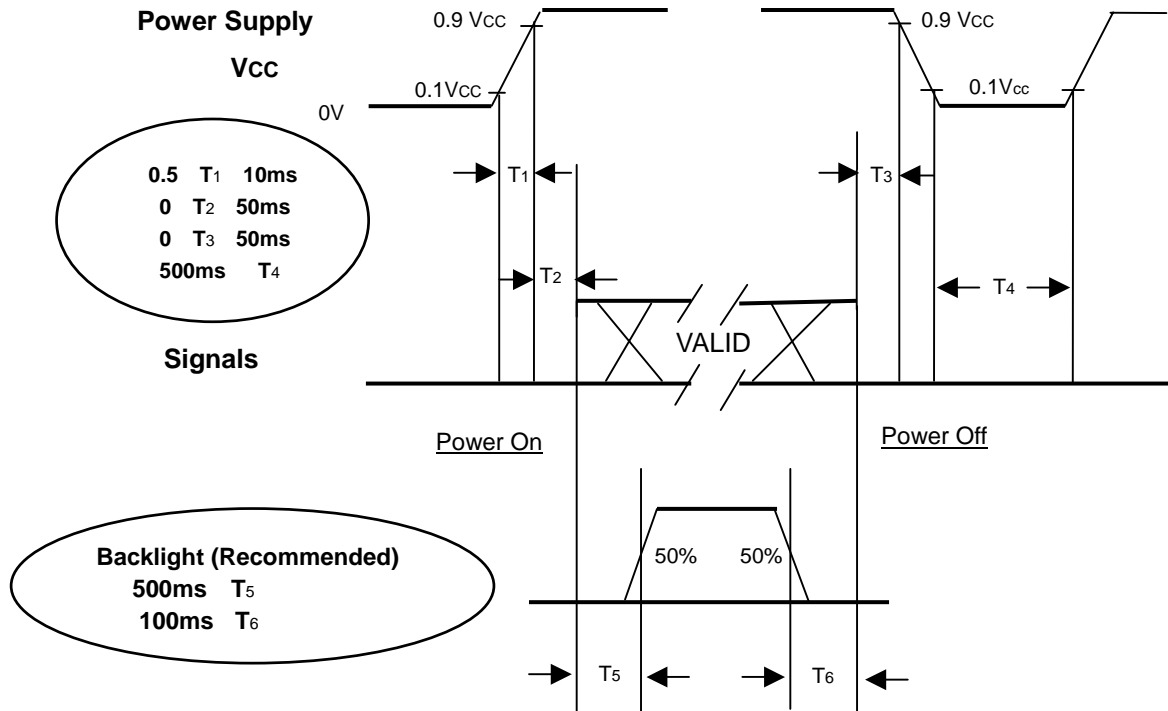 Power Supply
VCC
0.9 VCC
0.1VCC
0V
0.9 VCC
0.1Vcc
0.5 T1 10ms
0 T2 50ms
0 T3 50ms
500ms T4
T1
T2
T3
T4
Signals
VALID
Power On
Power Off
Backlight (Recommended)
500ms T5
100ms T6
50%
50%
T5
T6